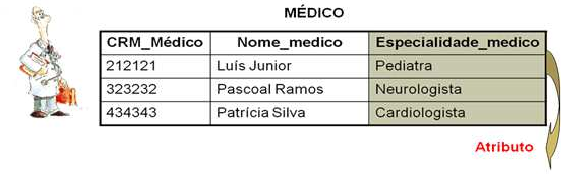 MÉDICO
CRM_Médico Nome_medico Especialidade_medico
212121 Luís Junior Pediatra
323232 Pascoal Ramos Neurologista
434343 Patrícia Silva Cardiologista
Atributo